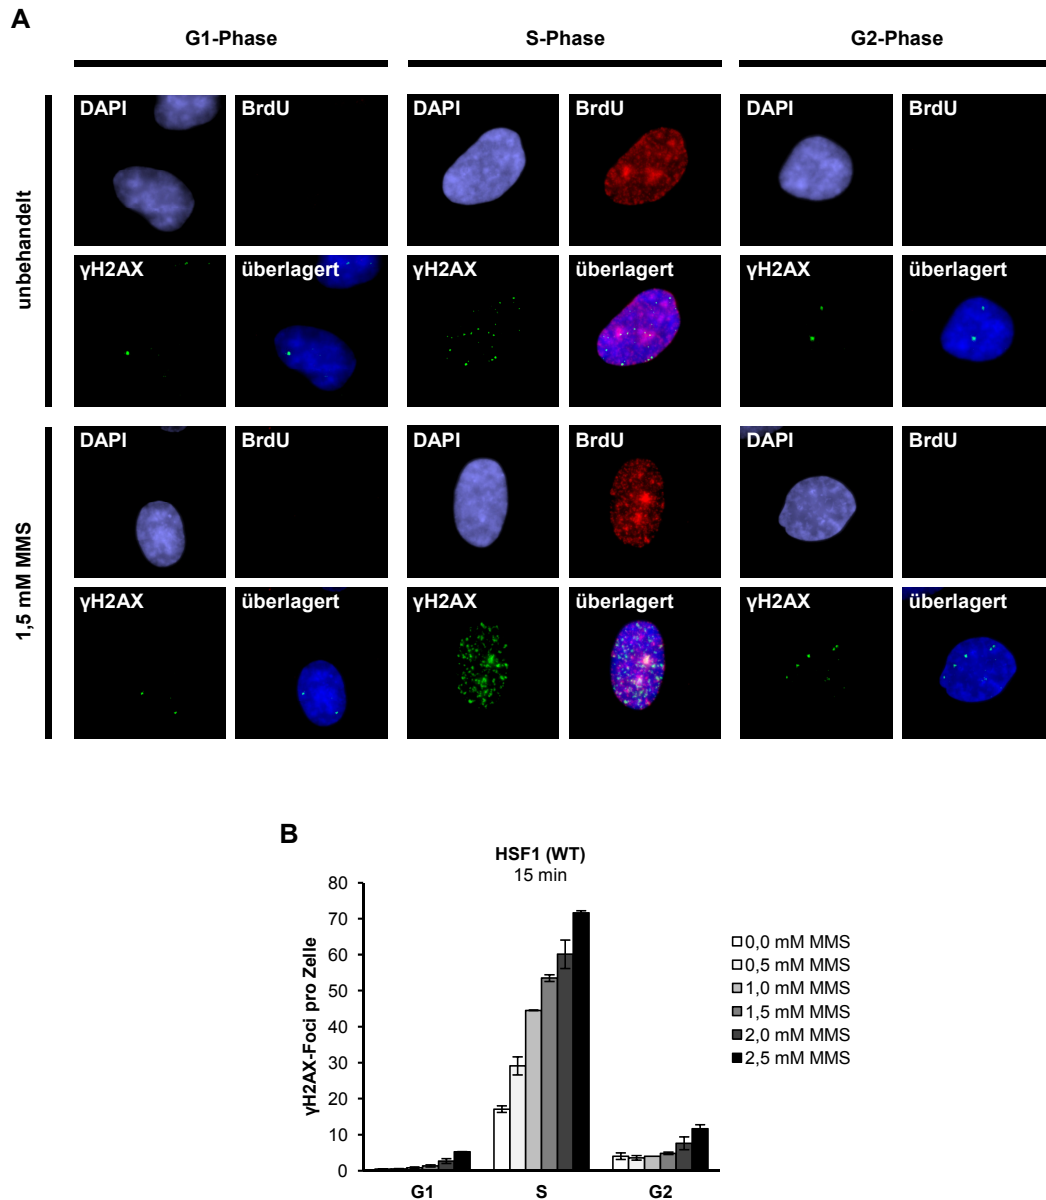 A
G1-Phase S-Phase G2-Phase
unbehandelt
DAPI BrdU DAPI BrdU DAPI BrdU
γH2AX überlagert γH2AX überlagert γH2AX überlagert
1,5 mM MMS
DAPI BrdU DAPI BrdU DAPI BrdU
γH2AX überlagert γH2AX überlagert γH2AX überlagert
B
HSF1 (WT)
15 min
γH2AX-Foci pro Zelle
80
70
60
50
40
30
20
10
0
G1 S G2
0,0 mM MMS
0,5 mM MMS
1,0 mM MMS
1,5 mM MMS
2,0 mM MMS
2,5 mM MMS